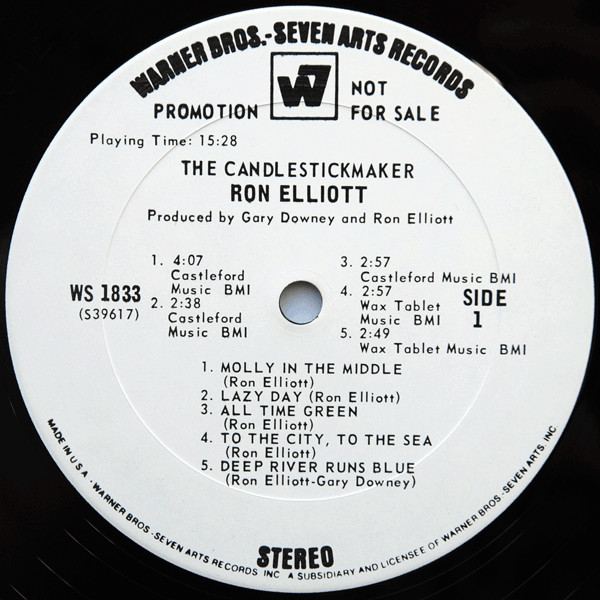 WARNER BROS.-SEVEN ARTS RECORDS
PROMOTION W7 NOT FOR SALE
Playing Time: 15:28
THE CANDLESTICKMAKER
RON ELLIOTT
Produced by Gary Downey and Ron Elliott
WS 1833
(S39617)
1. 4:07
Castleford
Music BMI
2. 2:38
Castleford
Music BMI
3. 2:57
Castleford Music BMI
4. 2:57
Wax Tablet
Music BMI
5. 2:49
Wax Tablet Music BMI
SIDE
1
1. MOLLY IN THE MIDDLE
(Ron Elliott)
2. LAZY DAY (Ron Elliott)
3. ALL TIME GREEN
(Ron Elliott)
4. TO THE CITY, TO THE SEA
(Ron Elliott)
5. DEEP RIVER RUNS BLUE
(Ron Elliott-Gary Downey)
STEREO
MADE IN U.S.A. · WARNER BROS.-SEVEN ARTS RECORDS INC. A SUBSIDIARY AND LICENSEE OF WARNER BROS.-SEVEN ARTS, INC.